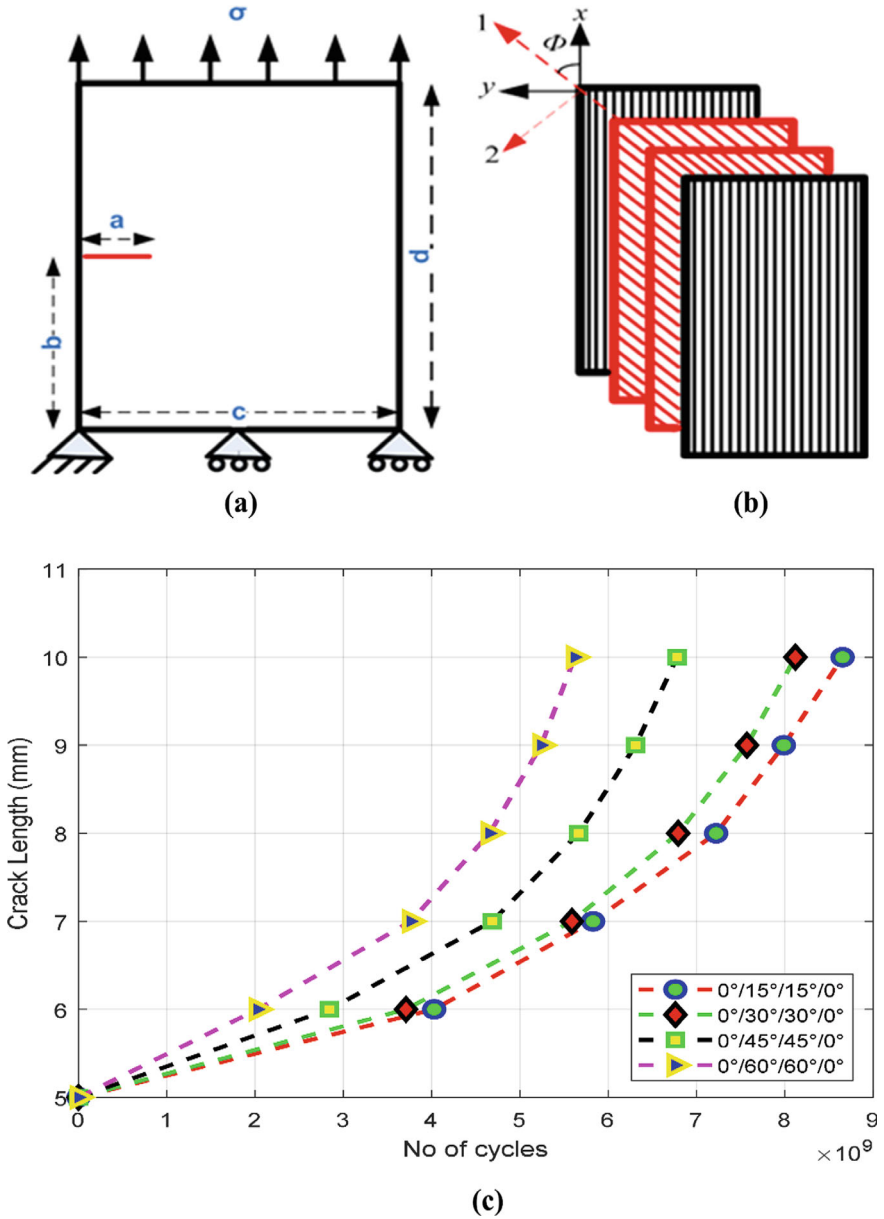 σ
a
b
c
d
(a)
1
Φ
x
y
2
(b)
Crack Length (mm)
11
10
9
8
7
6
5
0 1 2 3 4 5 6 7 8 9
No of cycles
×10⁹
0°/15°/15°/0°
0°/30°/30°/0°
0°/45°/45°/0°
0°/60°/60°/0°
(c)